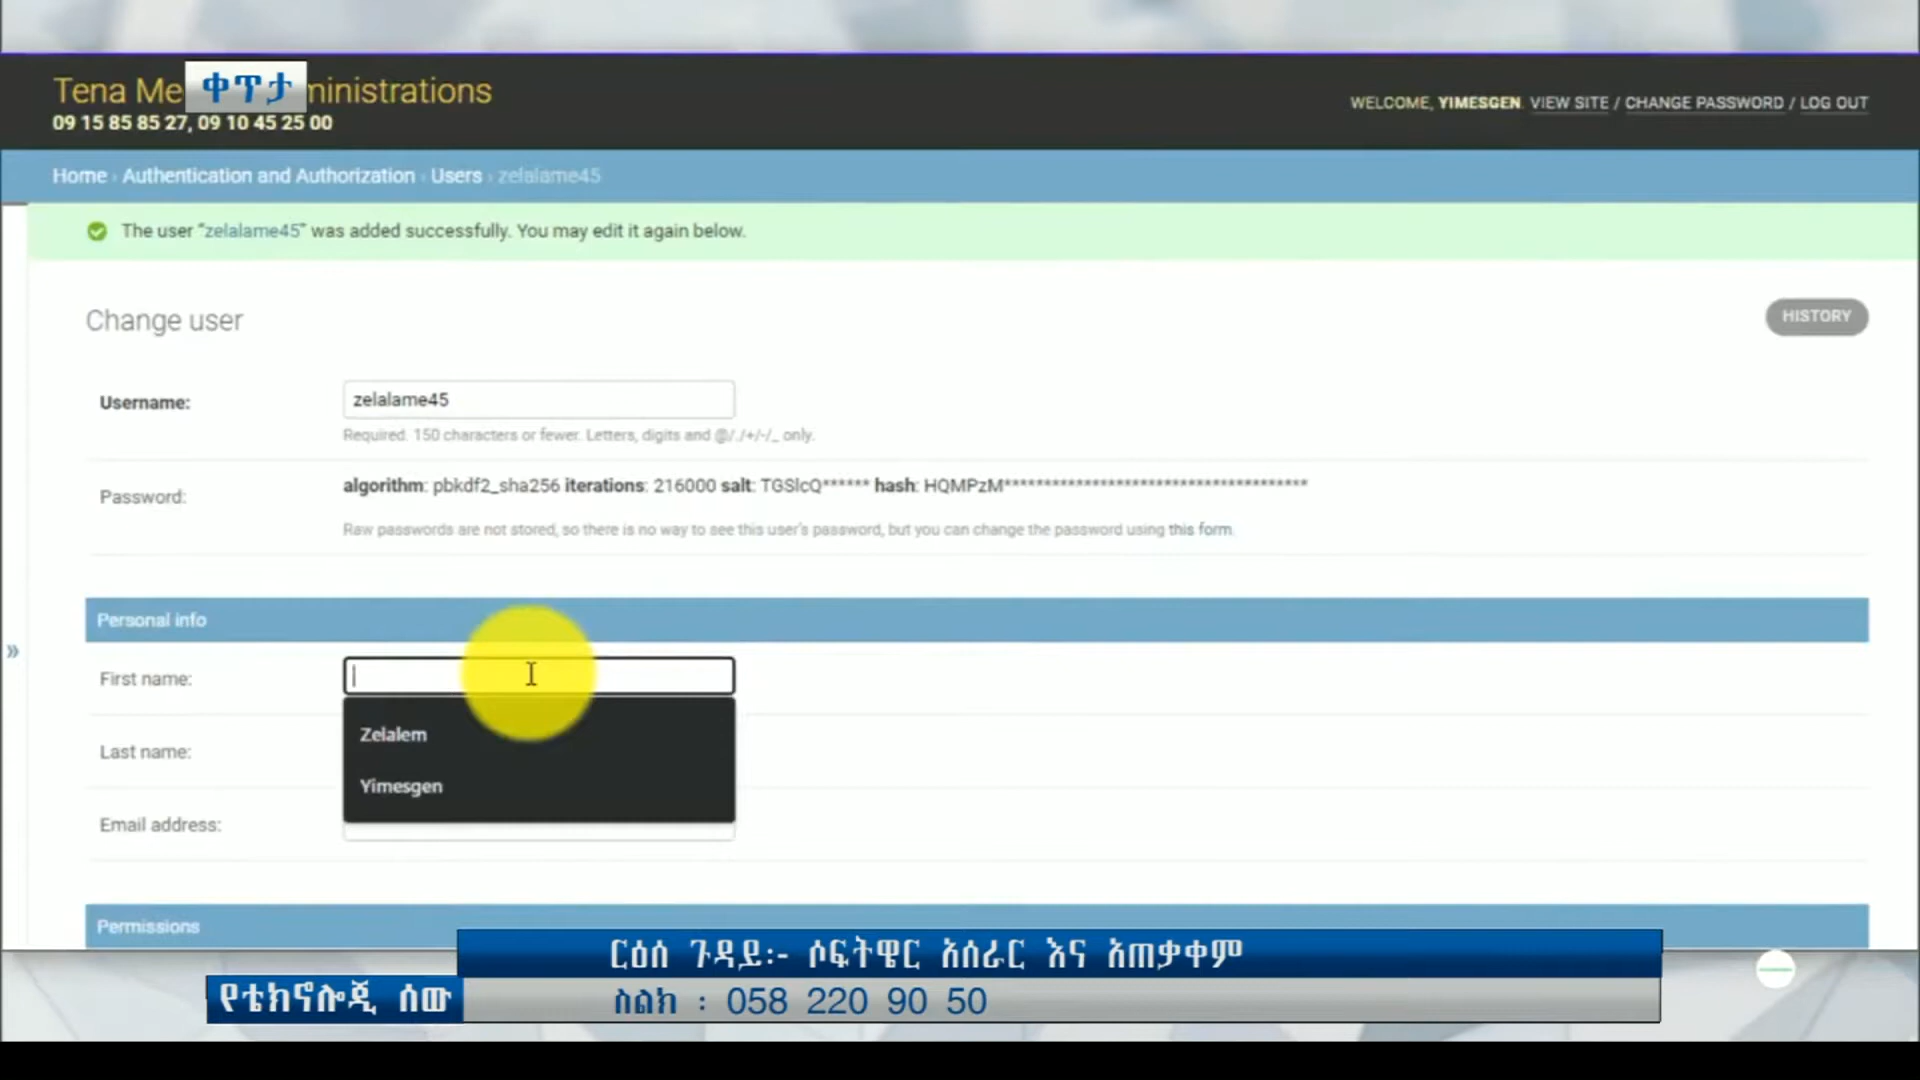 Tena Me ministrations
ቀጥታ
09 15 85 85 27, 09 10 45 25 00
WELCOME, YIMESGEN. VIEW SITE / CHANGE PASSWORD / LOG OUT
Home › Authentication and Authorization › Users › zelalame45
The user “zelalame45” was added successfully. You may edit it again below.
Change user
HISTORY
Username:
zelalame45
Required. 150 characters or fewer. Letters, digits and @/./+/-/_ only.
Password:
algorithm: pbkdf2_sha256 iterations: 216000 salt: TGSlcQ****** hash: HQMPzM**************************************
Raw passwords are not stored, so there is no way to see this user's password, but you can change the password using this form.
Personal info
»
First name:
Zelalem
Last name:
Yimesgen
Email address:
Permissions
ርዕሰ ጉዳይ፡- ሶፍትዌር አሰራር እና አጠቃቀም
የቴክኖሎጂ ሰው
ስልክ : 058 220 90 50